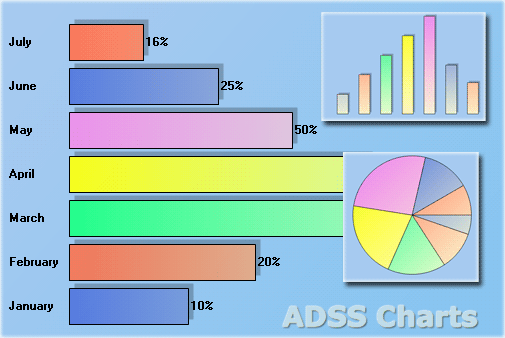 July 16%
June 25%
May 50%
April
March
February 20%
January 10%
ADSS Charts